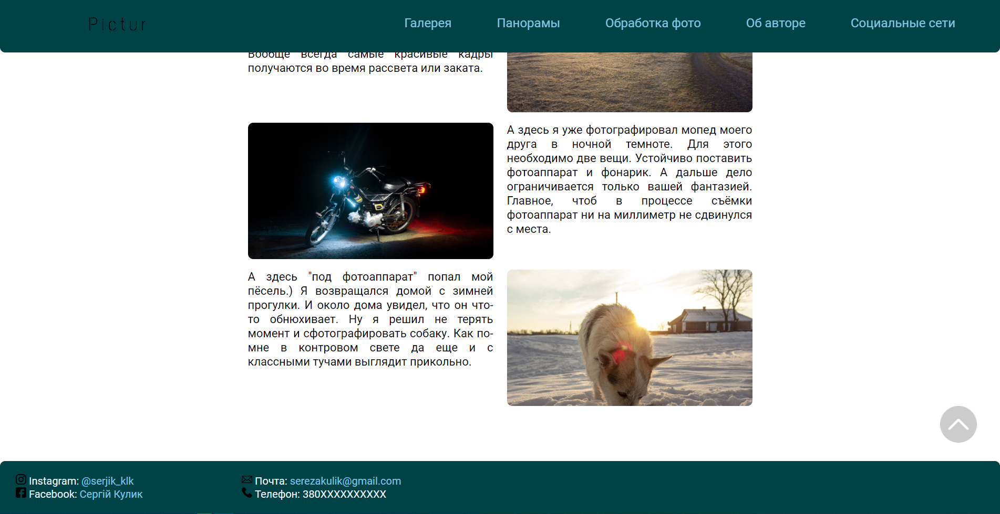 Pictur
Галерея
Панорамы
Обработка фото
Об авторе
Социальные сети
Вообще всегда самые красивые кадры
получаются во время рассвета или заката.
А здесь я уже фотографировал мопед моего
друга в ночной темноте. Для этого
необходимо две вещи. Устойчиво поставить
фотоаппарат и фонарик. А дальше дело
ограничивается только вашей фантазией.
Главное, чтоб в процессе съёмки
фотоаппарат ни на миллиметр не сдвинулся
с места.
А здесь "под фотоаппарат" попал мой
пёсель.) Я возвращался домой с зимней
прогулки. И около дома увидел, что он что-
то обнюхивает. Ну я решил не терять
момент и сфотографировать собаку. Как по-
мне в контровом свете да еще и с
классными тучами выглядит прикольно.
Instagram: @serjik_klk
Facebook: Сергій Кулик
Почта: serezakulik@gmail.com
Телефон: 380XXXXXXXXXX